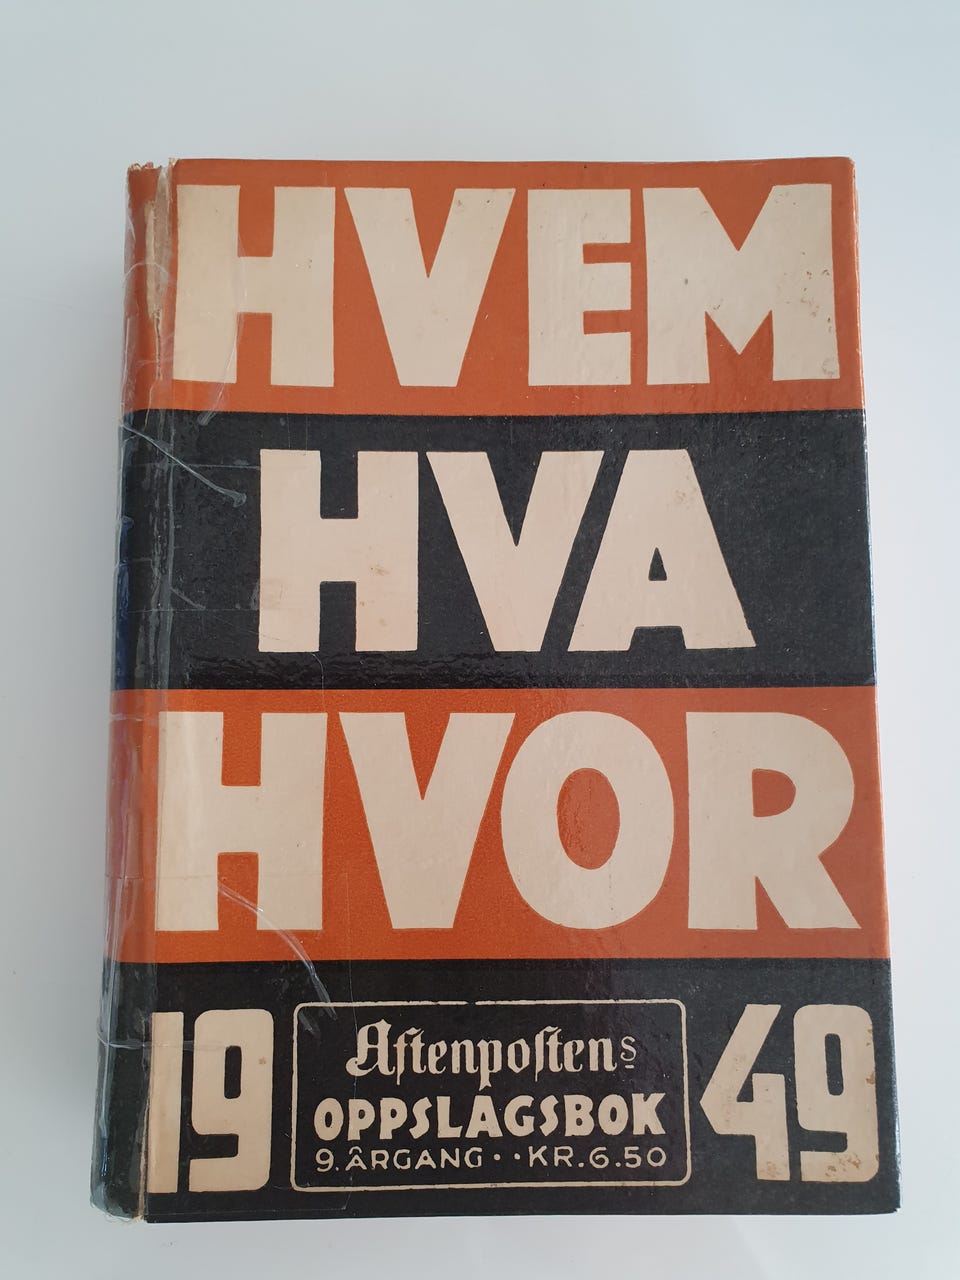 HVEM
HVA
HVOR
19 49
Aftenpostens
OPPSLAGSBOK
9. ÅRGANG · · KR. 6.50